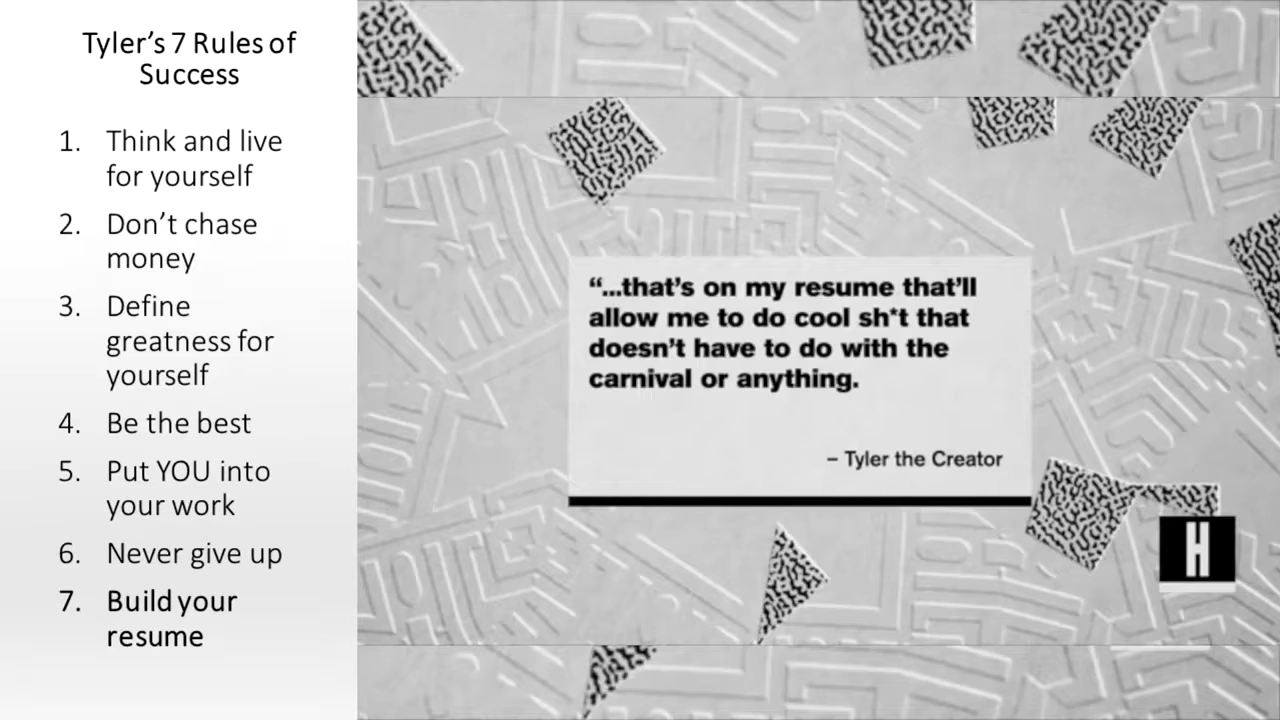 Tyler’s 7 Rules of
Success
1. Think and live
for yourself
2. Don’t chase
money
3. Define
greatness for
yourself
4. Be the best
5. Put YOU into
your work
6. Never give up
7. Build your
resume
“...that’s on my resume that’ll
allow me to do cool sh*t that
doesn’t have to do with the
carnival or anything.
– Tyler the Creator
H